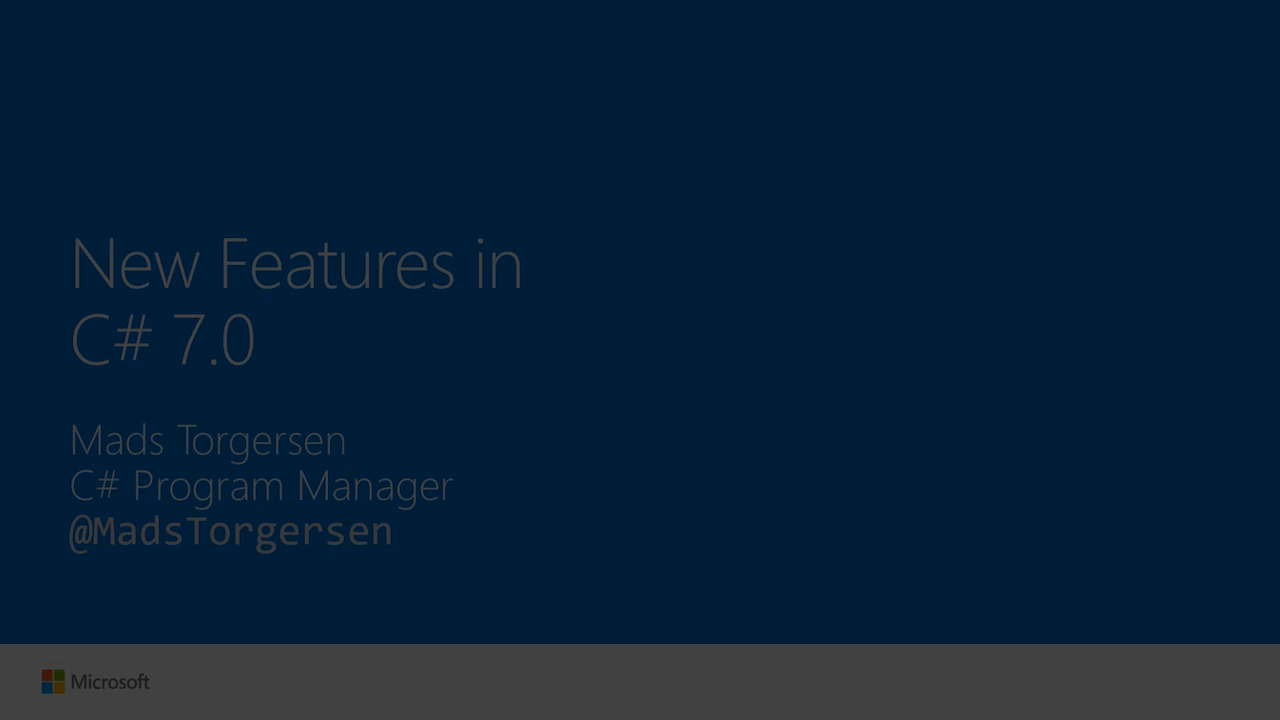 New Features in
C# 7.0
Mads Torgersen
C# Program Manager
@MadsTorgersen
Microsoft